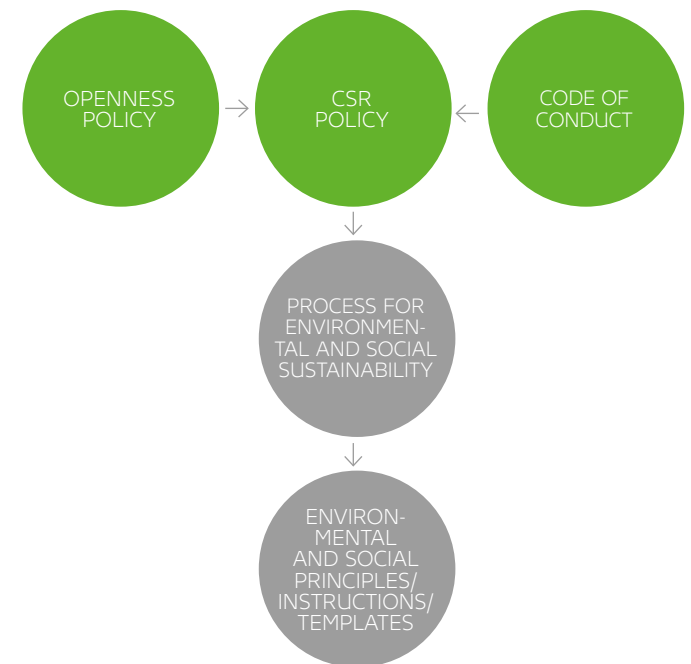 OPENNESS
POLICY
CSR
POLICY
CODE OF
CONDUCT
PROCESS FOR
ENVIRONMEN-
TAL AND SOCIAL
SUSTAINABILITY
ENVIRON-
MENTAL
AND SOCIAL
PRINCIPLES/
INSTRUCTIONS/
TEMPLATES